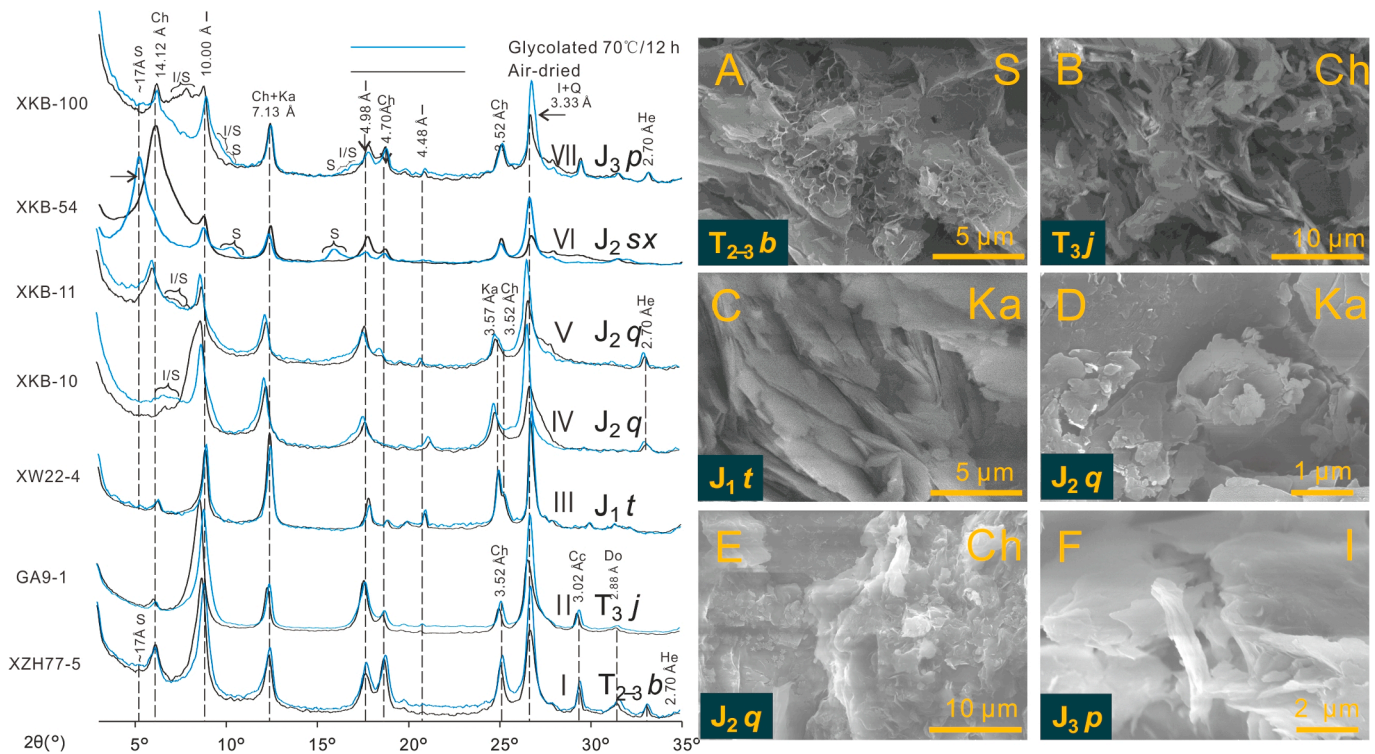 ~17Å S
14.12 Å Ch
I/S
10.00 Å I
Glycolated 70℃/12 h
Air-dried
XKB-100
Ch+Ka
7.13 Å
I/S
S
S
I/S
4.98 Å I
4.70Å Ch
4.48 Å I
3.52 Å Ch
I+Q
3.33 Å
He
2.70 Å
VII J₃ p
XKB-54
S
S
VI J₂ sx
XKB-11
I/S
Ka
3.57 Å
Ch
3.52 Å
He
2.70 Å
V J₂ q
XKB-10
I/S
IV J₂ q
XW22-4
III J₁ t
GA9-1
Ch
3.52 Å
Cc
3.02 Å
Do
2.88 Å
II T₃ j
XZH77-5
~17Å S
He
2.70 Å
I T₂₋₃ b
2θ(°)
5° 10° 15° 20° 25° 30° 35°
A S
T₂₋₃ b
5 μm
B Ch
T₃ j
10 μm
C Ka
J₁ t
5 μm
D Ka
J₂ q
1 μm
E Ch
J₂ q
10 μm
F I
J₃ p
2 μm